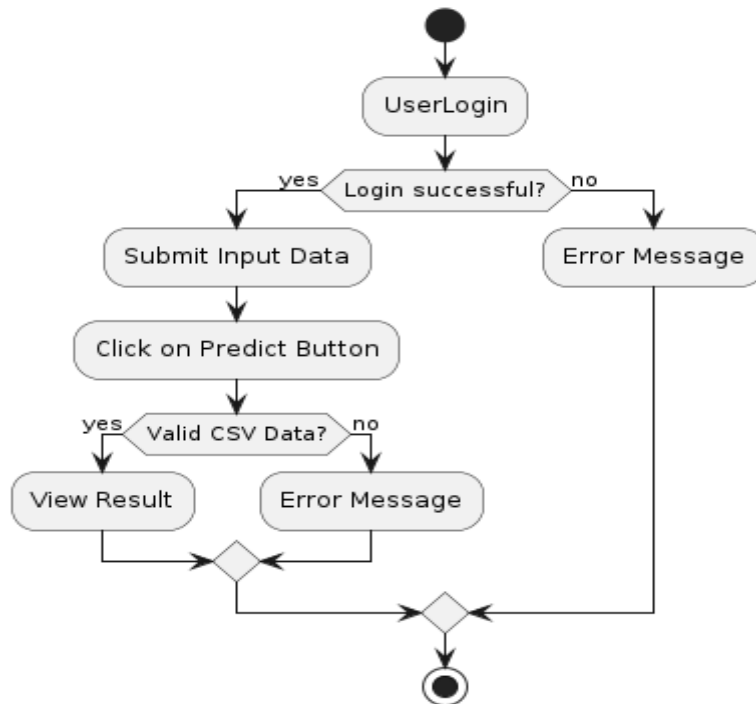 UserLogin
yes
Login successful?
no
Submit Input Data
Error Message
Click on Predict Button
yes
Valid CSV Data?
no
View Result
Error Message